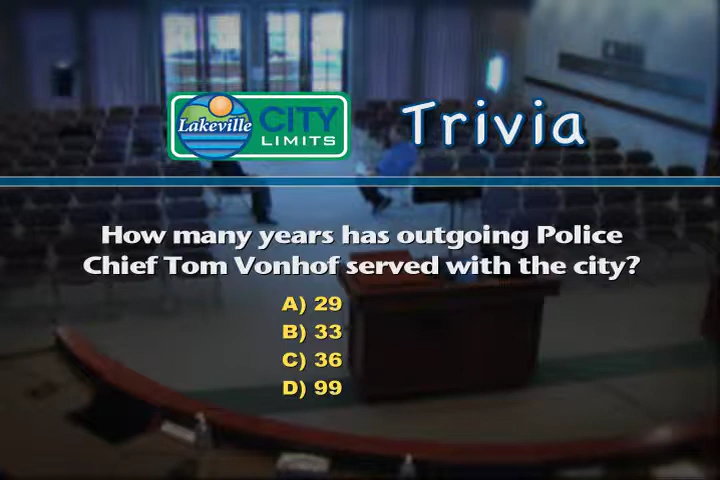 Lakeville
CITY
LIMITS
Trivia
How many years has outgoing Police
Chief Tom Vonhof served with the city?
A) 29
B) 33
C) 36
D) 99